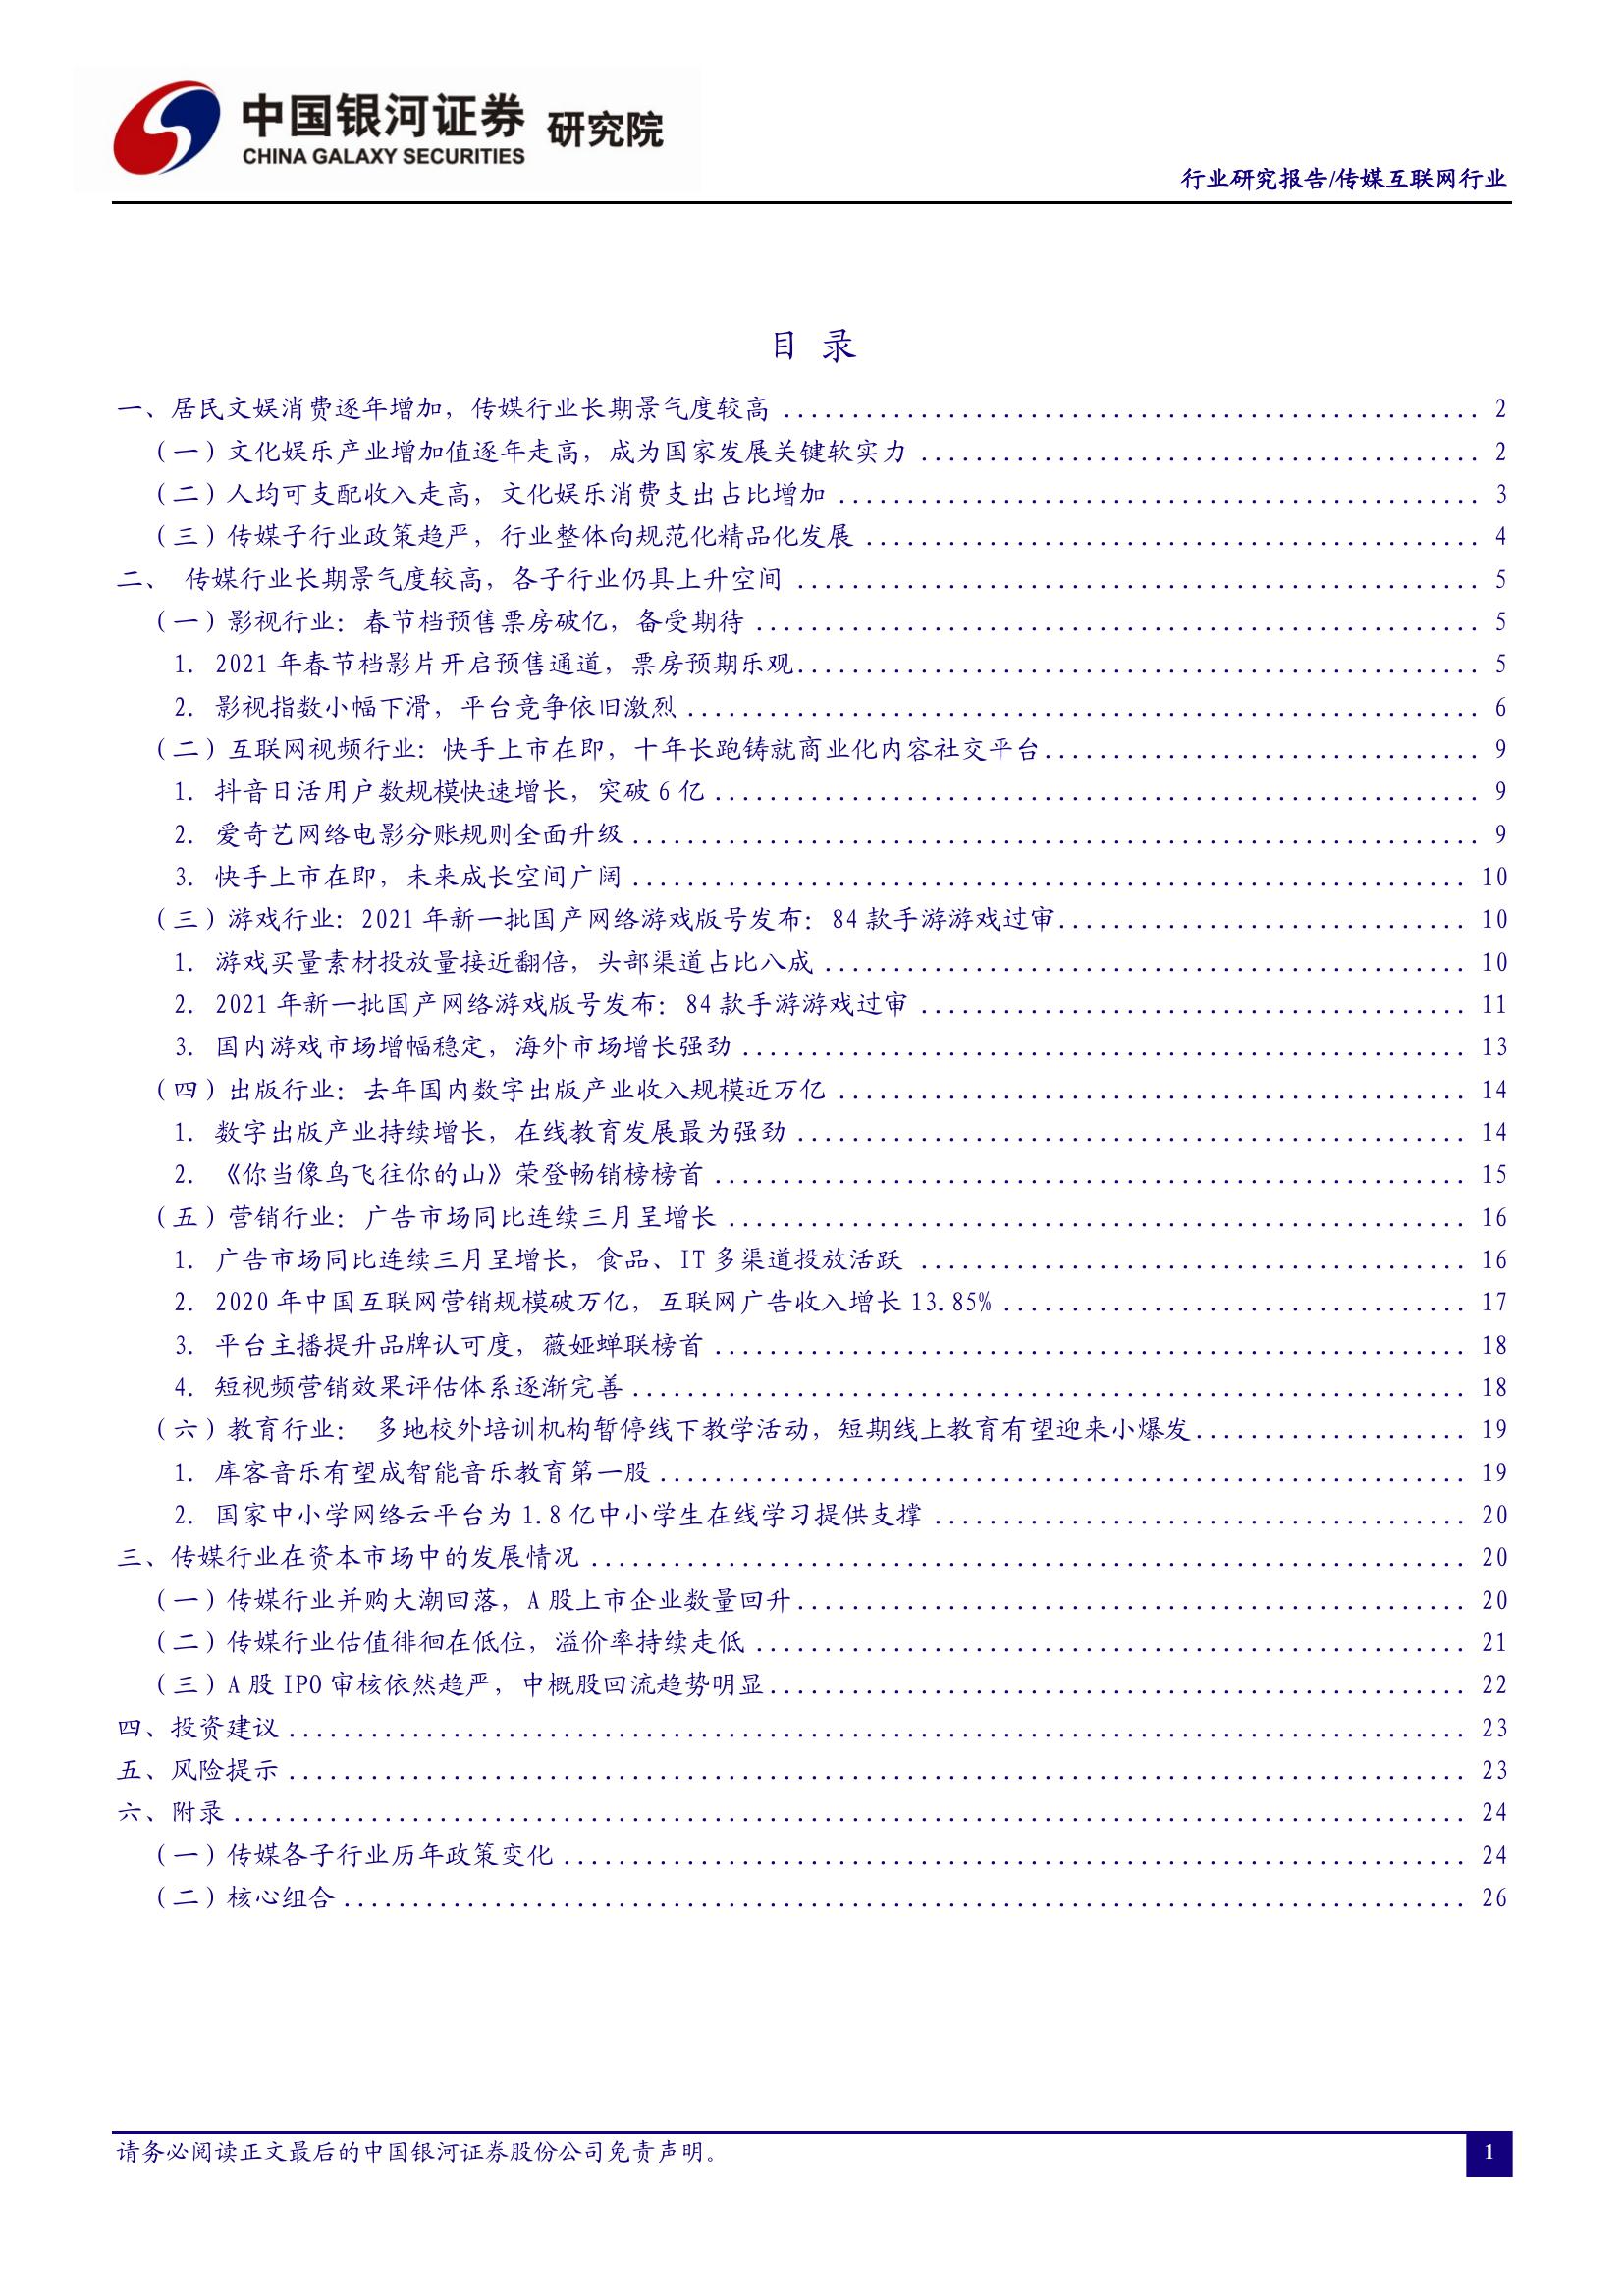 中国银河证券 研究院
CHINA GALAXY SECURITIES
行业研究报告/传媒互联网行业
目 录
一、居民文娱消费逐年增加，传媒行业长期景气度较高 .................................................. 2
（一）文化娱乐产业增加值逐年走高，成为国家发展关键软实力 ........................................ 2
（二）人均可支配收入走高，文化娱乐消费支出占比增加 .............................................. 3
（三）传媒子行业政策趋严，行业整体向规范化精品化发展 ............................................ 4
二、 传媒行业长期景气度较高，各子行业仍具上升空间 ................................................. 5
（一）影视行业：春节档预售票房破亿，备受期待 .................................................... 5
1. 2021 年春节档影片开启预售通道，票房预期乐观................................................. 5
2. 影视指数小幅下滑，平台竞争依旧激烈 ......................................................... 6
（二）互联网视频行业：快手上市在即，十年长跑铸就商业化内容社交平台............................... 9
1. 抖音日活用户数规模快速增长，突破 6 亿 ....................................................... 9
2. 爱奇艺网络电影分账规则全面升级 ............................................................. 9
3. 快手上市在即，未来成长空间广阔 ............................................................ 10
（三）游戏行业：2021 年新一批国产网络游戏版号发布：84 款手游游戏过审............................. 10
1. 游戏买量素材投放量接近翻倍，头部渠道占比八成 .............................................. 10
2. 2021 年新一批国产网络游戏版号发布：84 款手游游戏过审 ....................................... 11
3. 国内游戏市场增幅稳定，海外市场增长强劲 .................................................... 13
（四）出版行业：去年国内数字出版产业收入规模近万亿 ............................................. 14
1. 数字出版产业持续增长，在线教育发展最为强劲 ................................................ 14
2. 《你当像鸟飞往你的山》荣登畅销榜榜首 ...................................................... 15
（五）营销行业：广告市场同比连续三月呈增长 ..................................................... 16
1. 广告市场同比连续三月呈增长，食品、IT 多渠道投放活跃 ....................................... 16
2. 2020 年中国互联网营销规模破万亿，互联网广告收入增长 13.85% ................................. 17
3. 平台主播提升品牌认可度，薇娅蝉联榜首 ...................................................... 18
4. 短视频营销效果评估体系逐渐完善 ............................................................ 18
（六）教育行业： 多地校外培训机构暂停线下教学活动，短期线上教育有望迎来小爆发.................... 19
1. 库客音乐有望成智能音乐教育第一股 .......................................................... 19
2. 国家中小学网络云平台为 1.8 亿中小学生在线学习提供支撑 ...................................... 20
三、传媒行业在资本市场中的发展情况 ............................................................... 20
（一）传媒行业并购大潮回落，A 股上市企业数量回升................................................ 20
（二）传媒行业估值徘徊在低位，溢价率持续走低 ................................................... 21
（三）A 股 IPO 审核依然趋严，中概股回流趋势明显.................................................. 22
四、投资建议 ..................................................................................... 23
五、风险提示 ..................................................................................... 23
六、附录 ......................................................................................... 24
（一）传媒各子行业历年政策变化 ................................................................. 24
（二）核心组合 ................................................................................. 26
请务必阅读正文最后的中国银河证券股份公司免责声明。
1